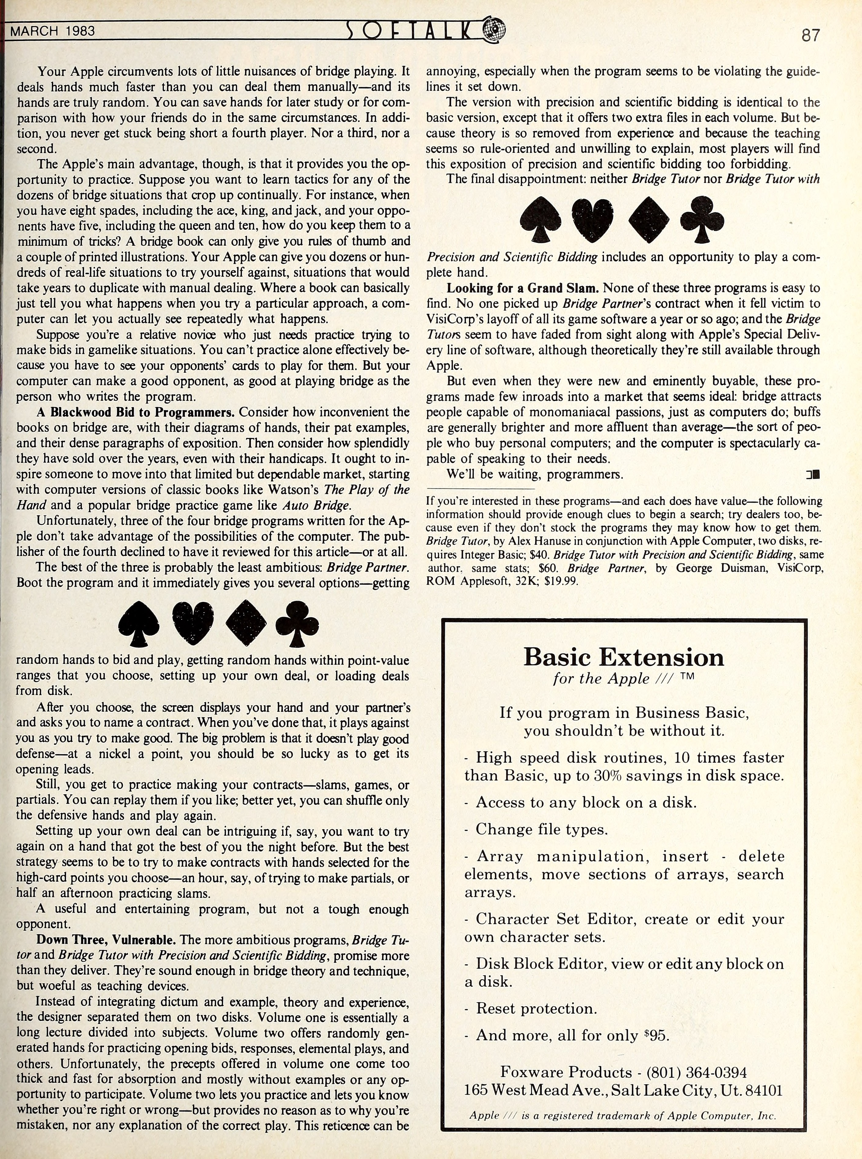 MARCH 1983
SOFTALK
87
Your Apple circumvents lots of little nuisances of bridge playing. It
deals hands much faster than you can deal them manually—and its
hands are truly random. You can save hands for later study or for com-
parison with how your friends do in the same circumstances. In addi-
tion, you never get stuck being short a fourth player. Nor a third, nor a
second.
The Apple's main advantage, though, is that it provides you the op-
portunity to practice. Suppose you want to learn tactics for any of the
dozens of bridge situations that crop up continually. For instance, when
you have eight spades, including the ace, king, and jack, and your oppo-
nents have five, including the queen and ten, how do you keep them to a
minimum of tricks? A bridge book can only give you rules of thumb and
a couple of printed illustrations. Your Apple can give you dozens or hun-
dreds of real-life situations to try yourself against, situations that would
take years to duplicate with manual dealing. Where a book can basically
just tell you what happens when you try a particular approach, a com-
puter can let you actually see repeatedly what happens.
Suppose you're a relative novice who just needs practice trying to
make bids in gamelike situations. You can't practice alone effectively be-
cause you have to see your opponents' cards to play for them. But your
computer can make a good opponent, as good at playing bridge as the
person who writes the program.
A Blackwood Bid to Programmers. Consider how inconvenient the
books on bridge are, with their diagrams of hands, their pat examples,
and their dense paragraphs of exposition. Then consider how splendidly
they have sold over the years, even with their handicaps. It ought to in-
spire someone to move into that limited but dependable market, starting
with computer versions of classic books like Watson's The Play of the
Hand and a popular bridge practice game like Auto Bridge.
Unfortunately, three of the four bridge programs written for the Ap-
ple don't take advantage of the possibilities of the computer. The pub-
lisher of the fourth declined to have it reviewed for this article—or at all.
The best of the three is probably the least ambitious: Bridge Partner.
Boot the program and it immediately gives you several options—getting
random hands to bid and play, getting random hands within point-value
ranges that you choose, setting up your own deal, or loading deals
from disk.
After you choose, the screen displays your hand and your partner's
and asks you to name a contract. When you've done that, it plays against
you as you try to make good. The big problem is that it doesn't play good
defense—at a nickel a point, you should be so lucky as to get its
opening leads.
Still, you get to practice making your contracts—slams, games, or
partials. You can replay them if you like; better yet, you can shuffle only
the defensive hands and play again.
Setting up your own deal can be intriguing if, say, you want to try
again on a hand that got the best of you the night before. But the best
strategy seems to be to try to make contracts with hands selected for the
high-card points you choose—an hour, say, of trying to make partials, or
half an afternoon practicing slams.
A useful and entertaining program, but not a tough enough
opponent.
Down Three, Vulnerable. The more ambitious programs, Bridge Tu-
tor and Bridge Tutor with Precision and Scientific Bidding, promise more
than they deliver. They're sound enough in bridge theory and technique,
but woeful as teaching devices.
Instead of integrating dictum and example, theory and experience,
the designer separated them on two disks. Volume one is essentially a
long lecture divided into subjects. Volume two offers randomly gen-
erated hands for practicing opening bids, responses, elemental plays, and
others. Unfortunately, the precepts offered in volume one come too
thick and fast for absorption and mostly without examples or any op-
portunity to participate. Volume two lets you practice and lets you know
whether you're right or wrong—but provides no reason as to why you're
mistaken, nor any explanation of the correct play. This reticence can be
annoying, especially when the program seems to be violating the guide-
lines it set down.
The version with precision and scientific bidding is identical to the
basic version, except that it offers two extra files in each volume. But be-
cause theory is so removed from experience and because the teaching
seems so rule-oriented and unwilling to explain, most players will find
this exposition of precision and scientific bidding too forbidding.
The final disappointment: neither Bridge Tutor nor Bridge Tutor with
Precision and Scientific Bidding includes an opportunity to play a com-
plete hand.
Looking for a Grand Slam. None of these three programs is easy to
find. No one picked up Bridge Partner's contract when it fell victim to
VisiCorp's layoff of all its game software a year or so ago; and the Bridge
Tutors seem to have faded from sight along with Apple's Special Deliv-
ery line of software, although theoretically they're still available through
Apple.
But even when they were new and eminently buyable, these pro-
grams made few inroads into a market that seems ideal: bridge attracts
people capable of monomaniacal passions, just as computers do; buffs
are generally brighter and more affluent than average—the sort of peo-
ple who buy personal computers; and the computer is spectacularly ca-
pable of speaking to their needs.
We'll be waiting, programmers.
If you're interested in these programs—and each does have value—the following
information should provide enough clues to begin a search; try dealers too, be-
cause even if they don't stock the programs they may know how to get them.
Bridge Tutor, by Alex Hanuse in conjunction with Apple Computer, two disks, re-
quires Integer Basic; $40. Bridge Tutor with Precision and Scientific Bidding, same
author. same stats; $60. Bridge Partner, by George Duisman, VisiCorp,
ROM Applesoft, 32K; $19.99.
Basic Extension
for the Apple /// ™
If you program in Business Basic,
you shouldn't be without it.
- High speed disk routines, 10 times faster
than Basic, up to 30% savings in disk space.
- Access to any block on a disk.
- Change file types.
- Array manipulation, insert - delete
elements, move sections of arrays, search
arrays.
- Character Set Editor, create or edit your
own character sets.
- Disk Block Editor, view or edit any block on
a disk.
- Reset protection.
- And more, all for only $95.
Foxware Products - (801) 364-0394
165 West Mead Ave., Salt Lake City, Ut. 84101
Apple /// is a registered trademark of Apple Computer, Inc.